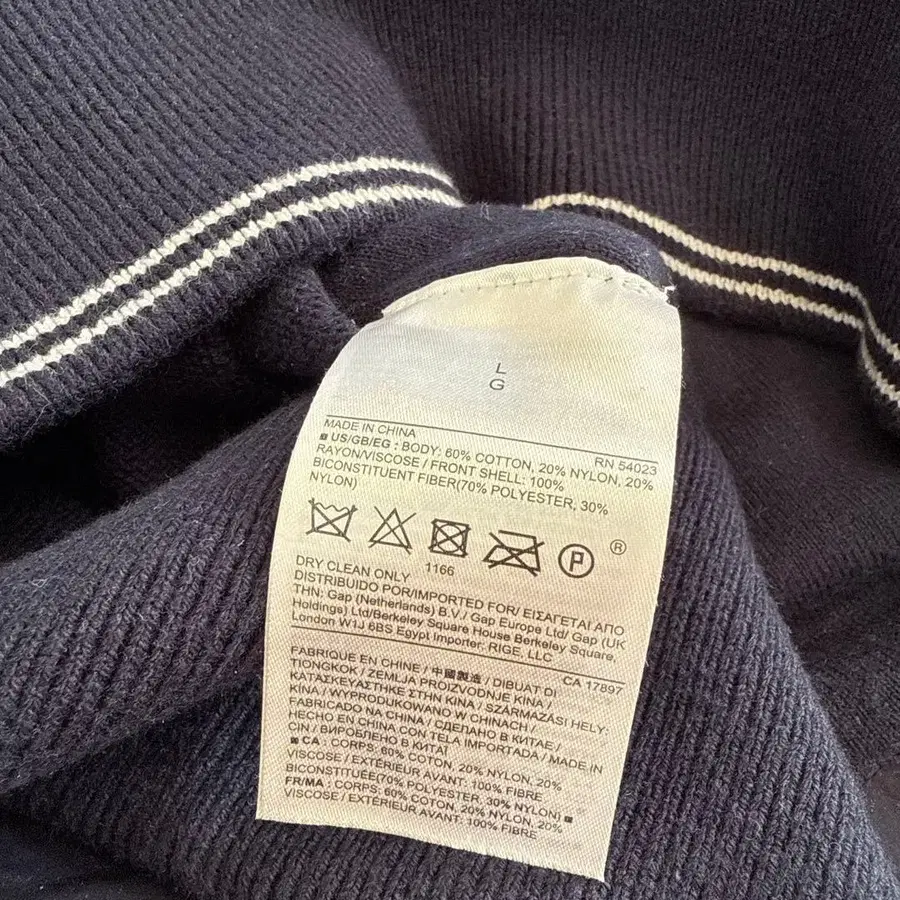 L
G
MADE IN CHINA
RN 54023
US/GB/EG : BODY: 60% COTTON, 20% NYLON, 20%
RAYON/VISCOSE / FRONT SHELL: 100%
BICONSTITUENT FIBER(70% POLYESTER, 30%
NYLON)
P ®
1166
DRY CLEAN ONLY
DISTRIBUIDO POR/IMPORTED FOR/ ΕΙΣΑΓΕΤΑΙ ΑΠΟ
THN: Gap (Netherlands) B.V./ Gap Europe Ltd/ Gap (UK
Holdings) Ltd/Berkeley Square House Berkeley Square,
London W1J 6BS Egypt Importer; RIGE, LLC
CA 17897
FABRIQUE EN CHINE / 中國製造 / DIBUAT DI
TIONGKOK / ZEMLJA PROIZVODNJE KINA /
ΚΑΤΑΣΚΕΥΑΣΤΗΚΕ ΣΤΗΝ ΚΙΝΑ / SZÁRMAZÁSI HELY:
KÍNA / WYPRODUKOWANO W CHINACH /
FABRICADO NA CHINA / СДЕЛАНО В КИТАЕ /
HECHO EN CHINA CON TELA IMPORTADA / MADE IN
CIN / ВИРОБЛЕНО В КИТАЇ
CA : CORPS: 60% COTON, 20% NYLON, 20%
VISCOSE / EXTÉRIEUR AVANT: 100% FIBRE
BICONSTITUÉE(70% POLYESTER, 30% NYLON)
FR/MA : CORPS: 60% COTON, 20% NYLON, 20%
VISCOSE / EXTÉRIEUR AVANT: 100% FIBRE